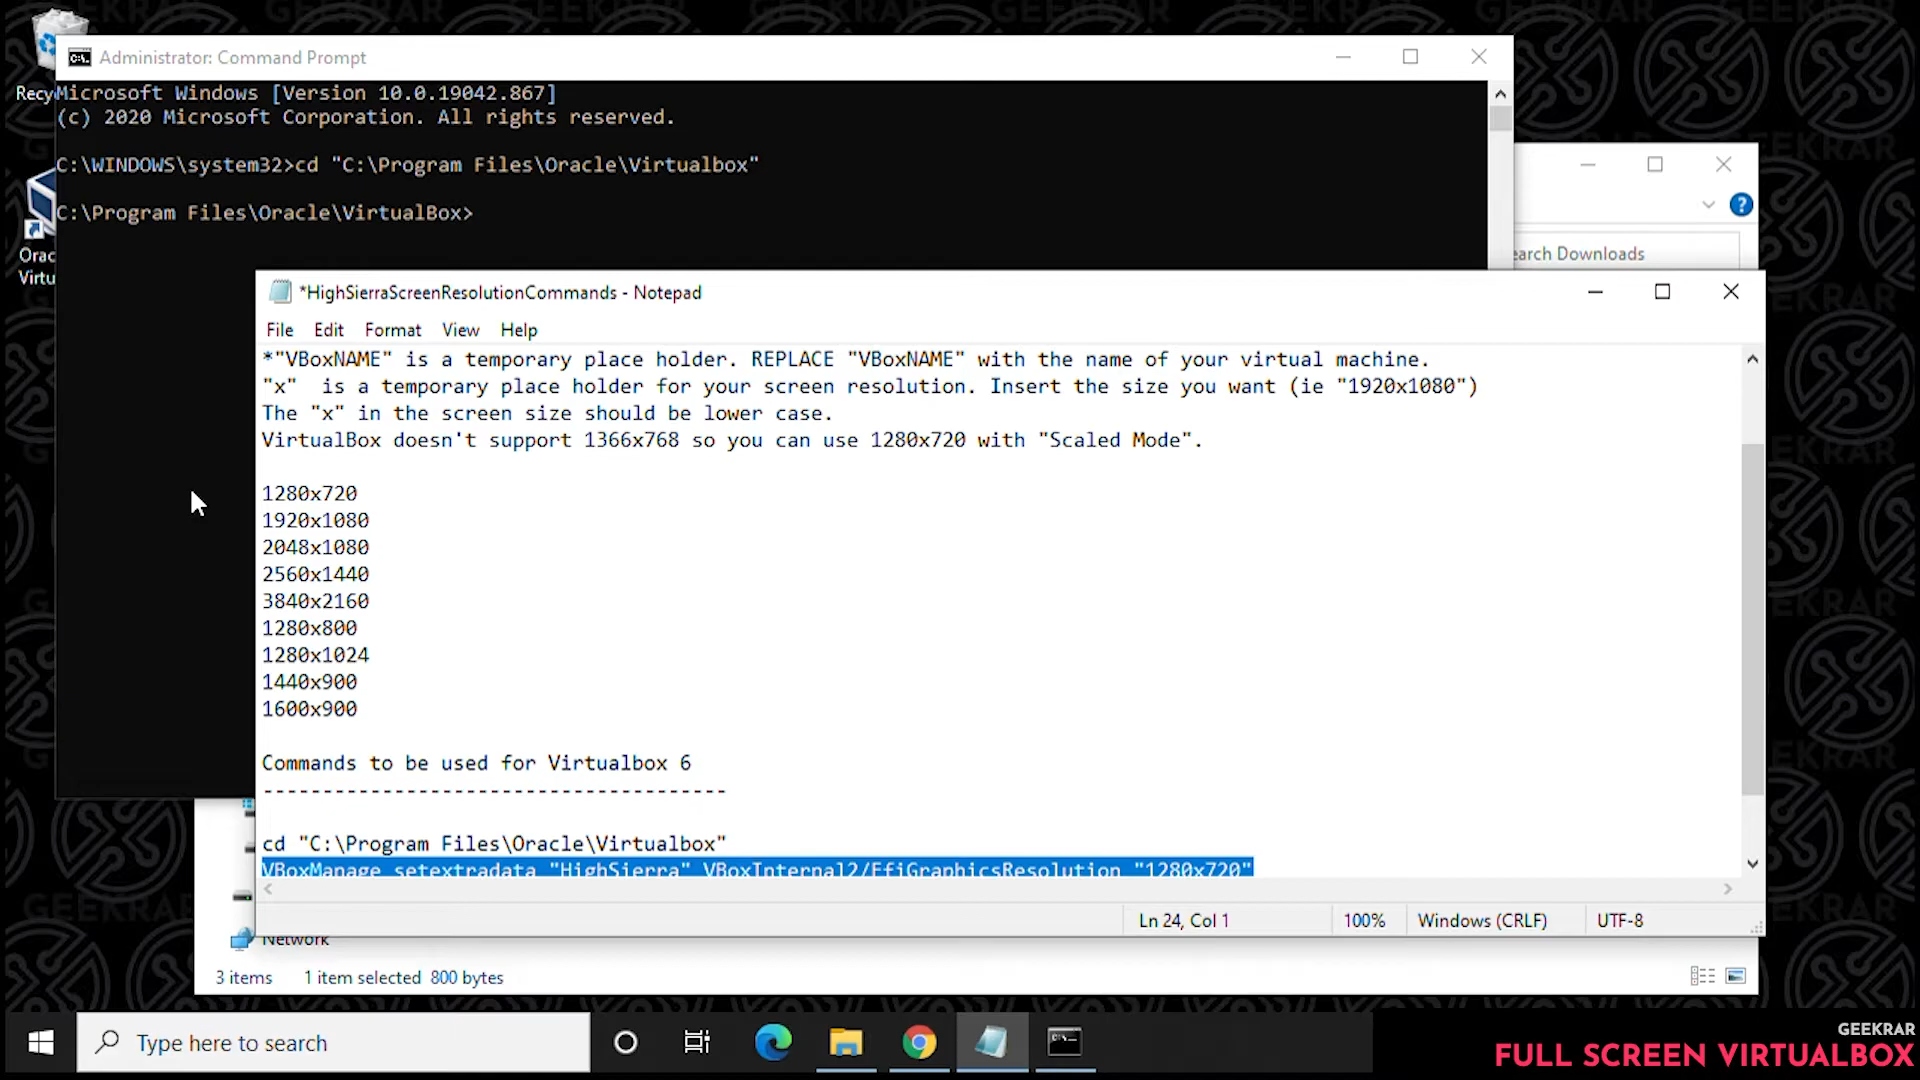 Administrator: Command Prompt
Recy
Microsoft Windows [Version 10.0.19042.867]
(c) 2020 Microsoft Corporation. All rights reserved.
C:\WINDOWS\system32>cd "C:\Program Files\Oracle\Virtualbox"
C:\Program Files\Oracle\VirtualBox>
Orac
Virtu
earch Downloads
*HighSierraScreenResolutionCommands - Notepad
File Edit Format View Help
*"VBoxNAME" is a temporary place holder. REPLACE "VBoxNAME" with the name of your virtual machine.
"x"  is a temporary place holder for your screen resolution. Insert the size you want (ie "1920x1080")
The "x" in the screen size should be lower case.
VirtualBox doesn't support 1366x768 so you can use 1280x720 with "Scaled Mode".
1280x720
1920x1080
2048x1080
2560x1440
3840x2160
1280x800
1280x1024
1440x900
1600x900
Commands to be used for Virtualbox 6
---------------------------------------
cd "C:\Program Files\Oracle\Virtualbox"
VBoxManage setextradata "HighSierra" VBoxInternal2/EfiGraphicsResolution "1280x720"
Ln 24, Col 1 100% Windows (CRLF) UTF-8
Network
3 items 1 item selected 800 bytes
Type here to search
GEEKRAR
FULL SCREEN VIRTUALBOX